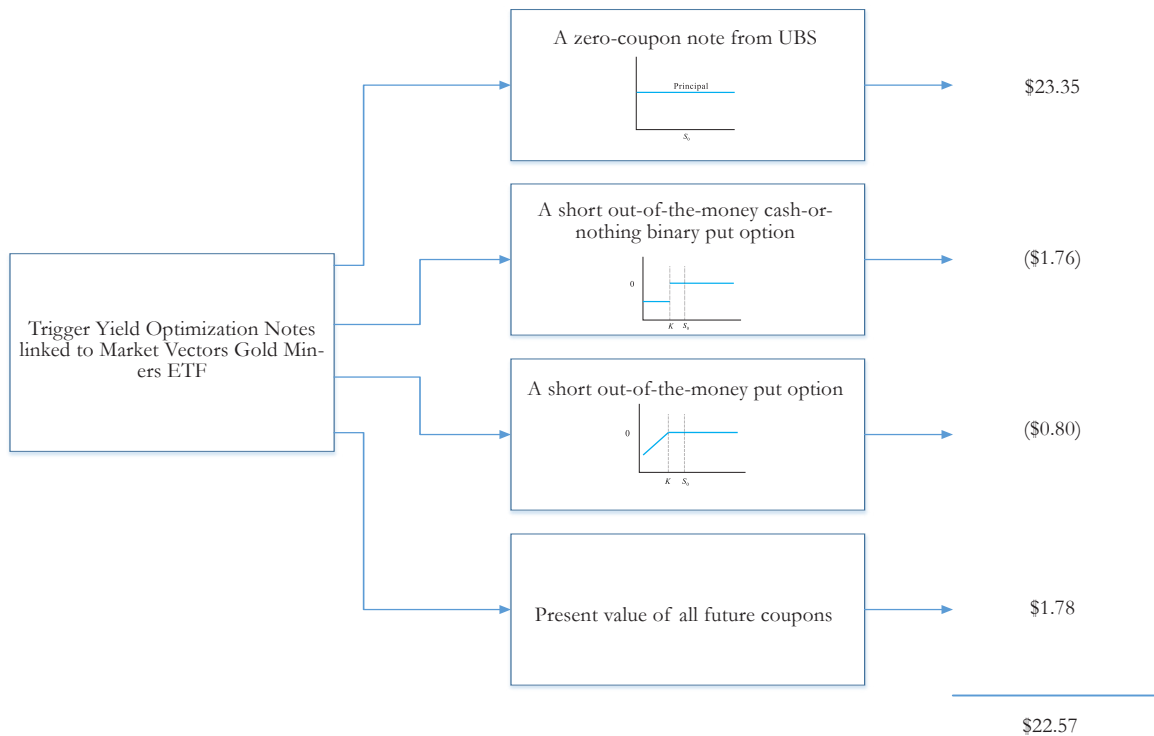 A zero-coupon note from UBS
Principal
S₀
$23.35
A short out-of-the-money cash-or-
nothing binary put option
0
K S₀
($1.76)
Trigger Yield Optimization Notes
linked to Market Vectors Gold Min-
ers ETF
A short out-of-the-money put option
0
K S₀
($0.80)
Present value of all future coupons
$1.78
$22.57